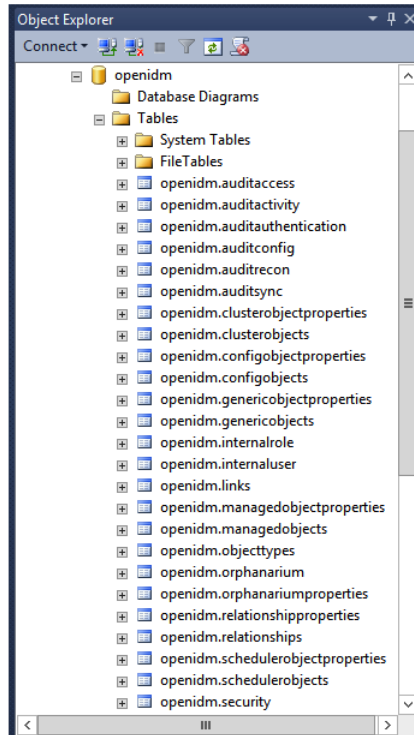 Object Explorer
Connect
openidm
Database Diagrams
Tables
System Tables
FileTables
openidm.auditaccess
openidm.auditactivity
openidm.auditauthentication
openidm.auditconfig
openidm.auditrecon
openidm.auditsync
openidm.clusterobjectproperties
openidm.clusterobjects
openidm.configobjectproperties
openidm.configobjects
openidm.genericobjectproperties
openidm.genericobjects
openidm.internalrole
openidm.internaluser
openidm.links
openidm.managedobjectproperties
openidm.managedobjects
openidm.objecttypes
openidm.orphanarium
openidm.orphanariumproperties
openidm.relationshipproperties
openidm.relationships
openidm.schedulerobjectproperties
openidm.schedulerobjects
openidm.security